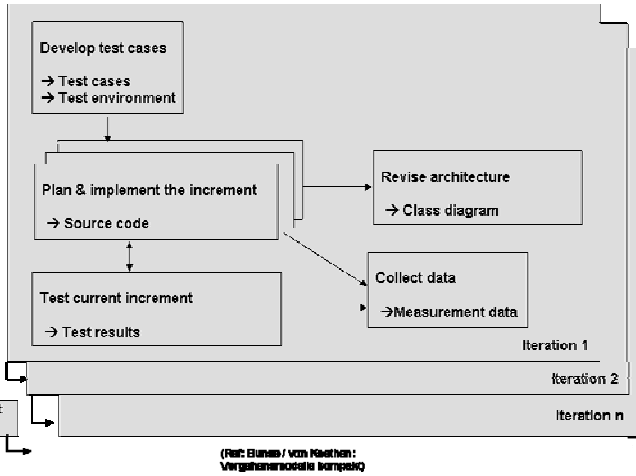 Develop test cases
→ Test cases
→ Test environment
Plan & implement the increment
→ Source code
Revise architecture
→ Class diagram
Test current increment
→ Test results
Collect data
→Measurement data
Iteration 1
Iteration 2
Iteration n
t
(Ref: Bunse / von Knethen:
Vorgehensmodelle kompakt)